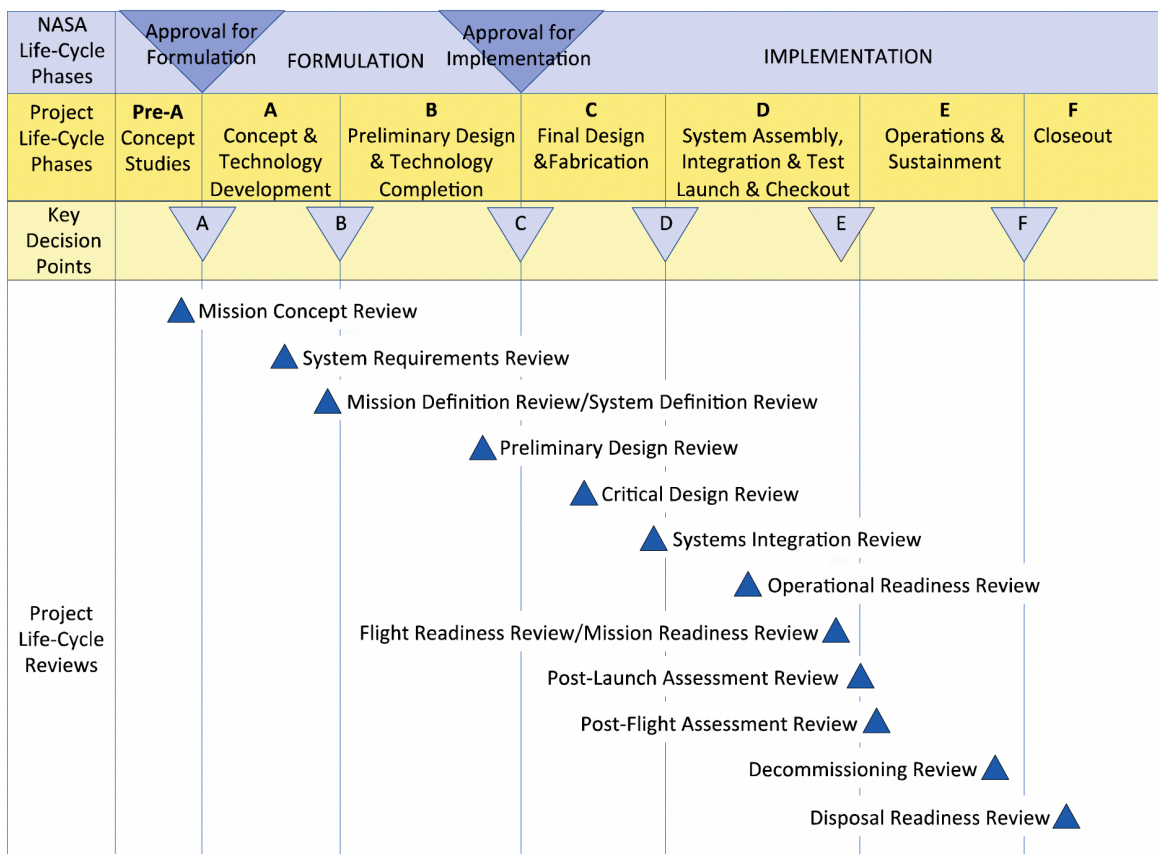 NASA
Life-Cycle
Phases
Approval for
Formulation
FORMULATION
Approval for
Implementation
IMPLEMENTATION
Project
Life-Cycle
Phases
Pre-A
Concept
Studies
A
Concept &
Technology
Development
B
Preliminary Design
& Technology
Completion
C
Final Design
&Fabrication
D
System Assembly,
Integration & Test
Launch & Checkout
E
Operations &
Sustainment
F
Closeout
Key
Decision
Points
A
B
C
D
E
F
Project
Life-Cycle
Reviews
Mission Concept Review
System Requirements Review
Mission Definition Review/System Definition Review
Preliminary Design Review
Critical Design Review
Systems Integration Review
Operational Readiness Review
Flight Readiness Review/Mission Readiness Review
Post-Launch Assessment Review
Post-Flight Assessment Review
Decommissioning Review
Disposal Readiness Review